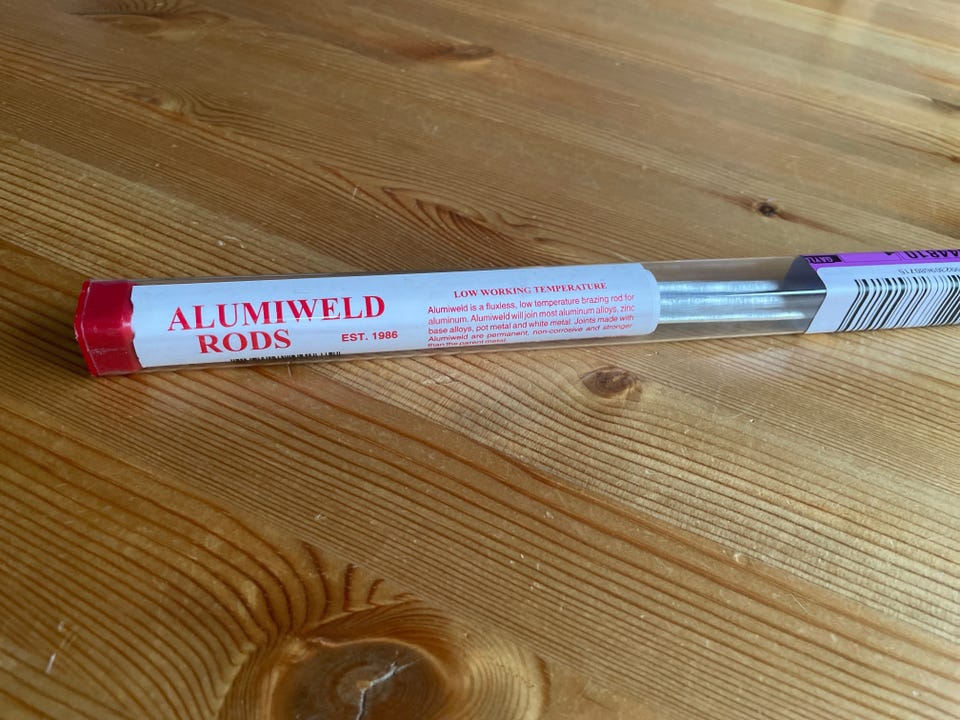 ALUMIWELD
RODS
EST. 1986
LOW WORKING TEMPERATURE
Alumiweld is a fluxless, low temperature brazing rod for
aluminum. Alumiweld will join most aluminum alloys, zinc
base alloys, pot metal and white metal. Joints made with
Alumiweld are permanent, non-corrosive and stronger
than the parent metal.